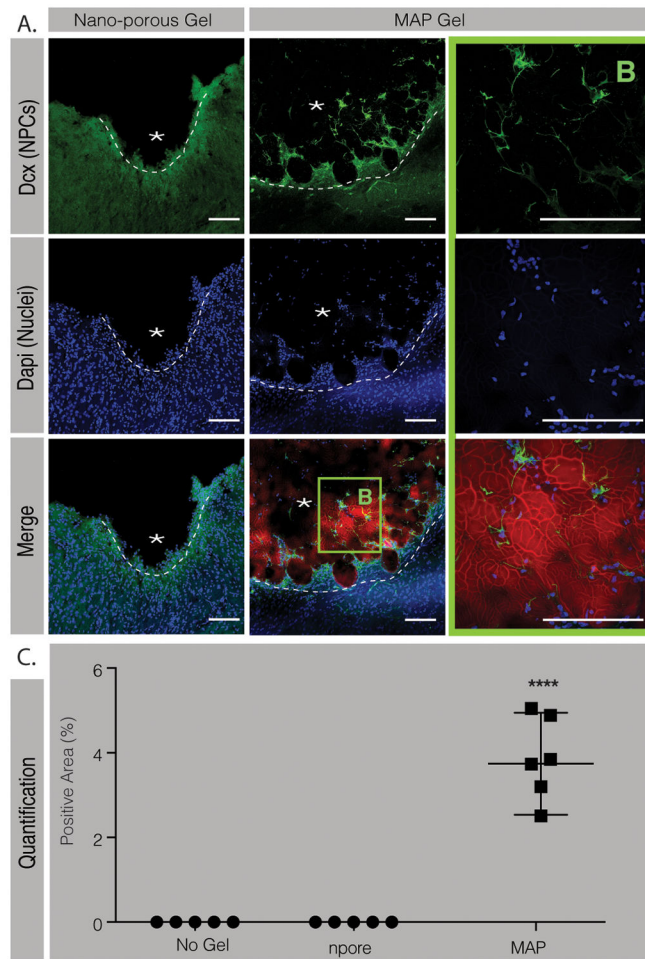 A.
Nano-porous Gel
MAP Gel
Dcx (NPCs)
*
*
B
Dapi (Nuclei)
*
*
Merge
*
*
B
C.
Quantification
Positive Area (%)
6
4
2
0
****
No Gel
npore
MAP